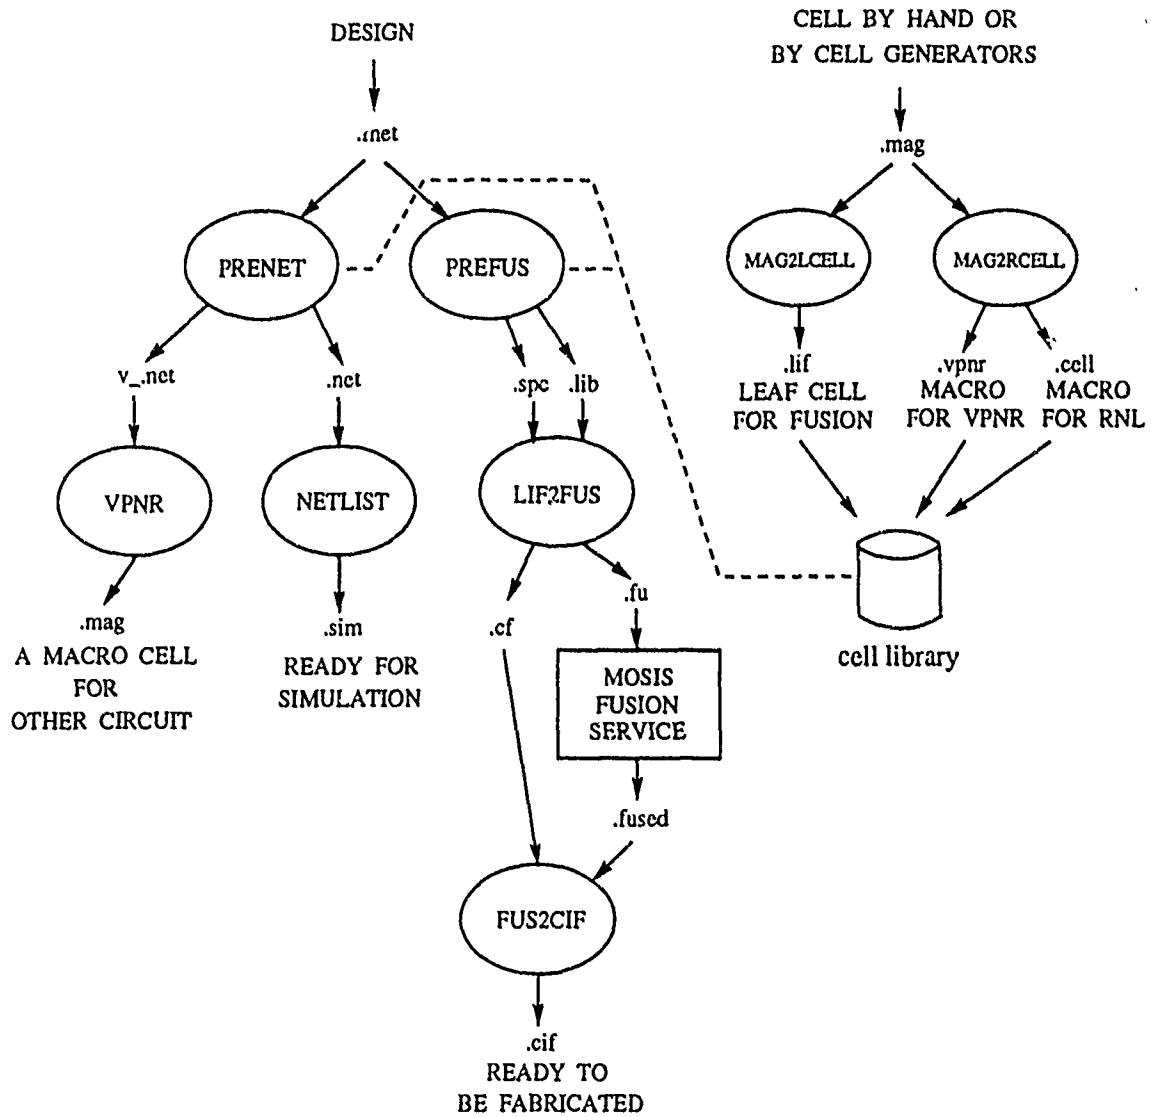 DESIGN
.rnet
PRENET
PREFUS
v_.net
.net
.spc
.lib
VPNR
NETLIST
LIF2FUS
.mag
A MACRO CELL
FOR
OTHER CIRCUIT
.sim
READY FOR
SIMULATION
.cf
.fu
MOSIS
FUSION
SERVICE
.fused
FUS2CIF
.cif
READY TO
BE FABRICATED
CELL BY HAND OR
BY CELL GENERATORS
.mag
MAG2LCELL
MAG2RCELL
.lif
LEAF CELL
FOR FUSION
.vpnr
MACRO
FOR VPNR
.cell
MACRO
FOR RNL
cell library